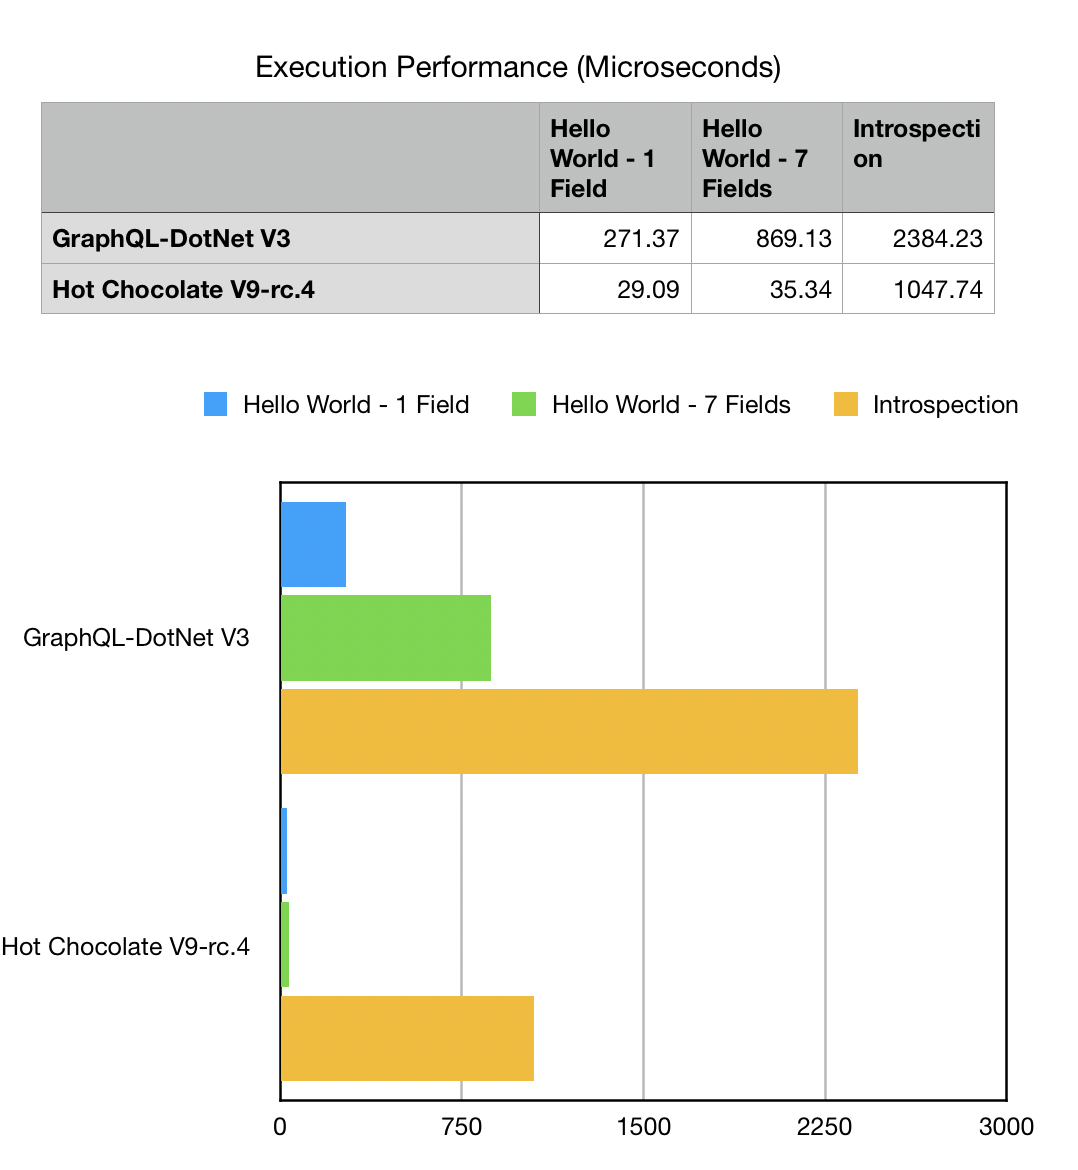 Execution Performance (Microseconds)
Hello World - 1 Field
Hello World - 7 Fields
Introspecti
on
GraphQL-DotNet V3 271.37 869.13 2384.23
Hot Chocolate V9-rc.4 29.09 35.34 1047.74
Hello World - 1 Field Hello World - 7 Fields Introspection
GraphQL-DotNet V3
Hot Chocolate V9-rc.4
0 750 1500 2250 3000